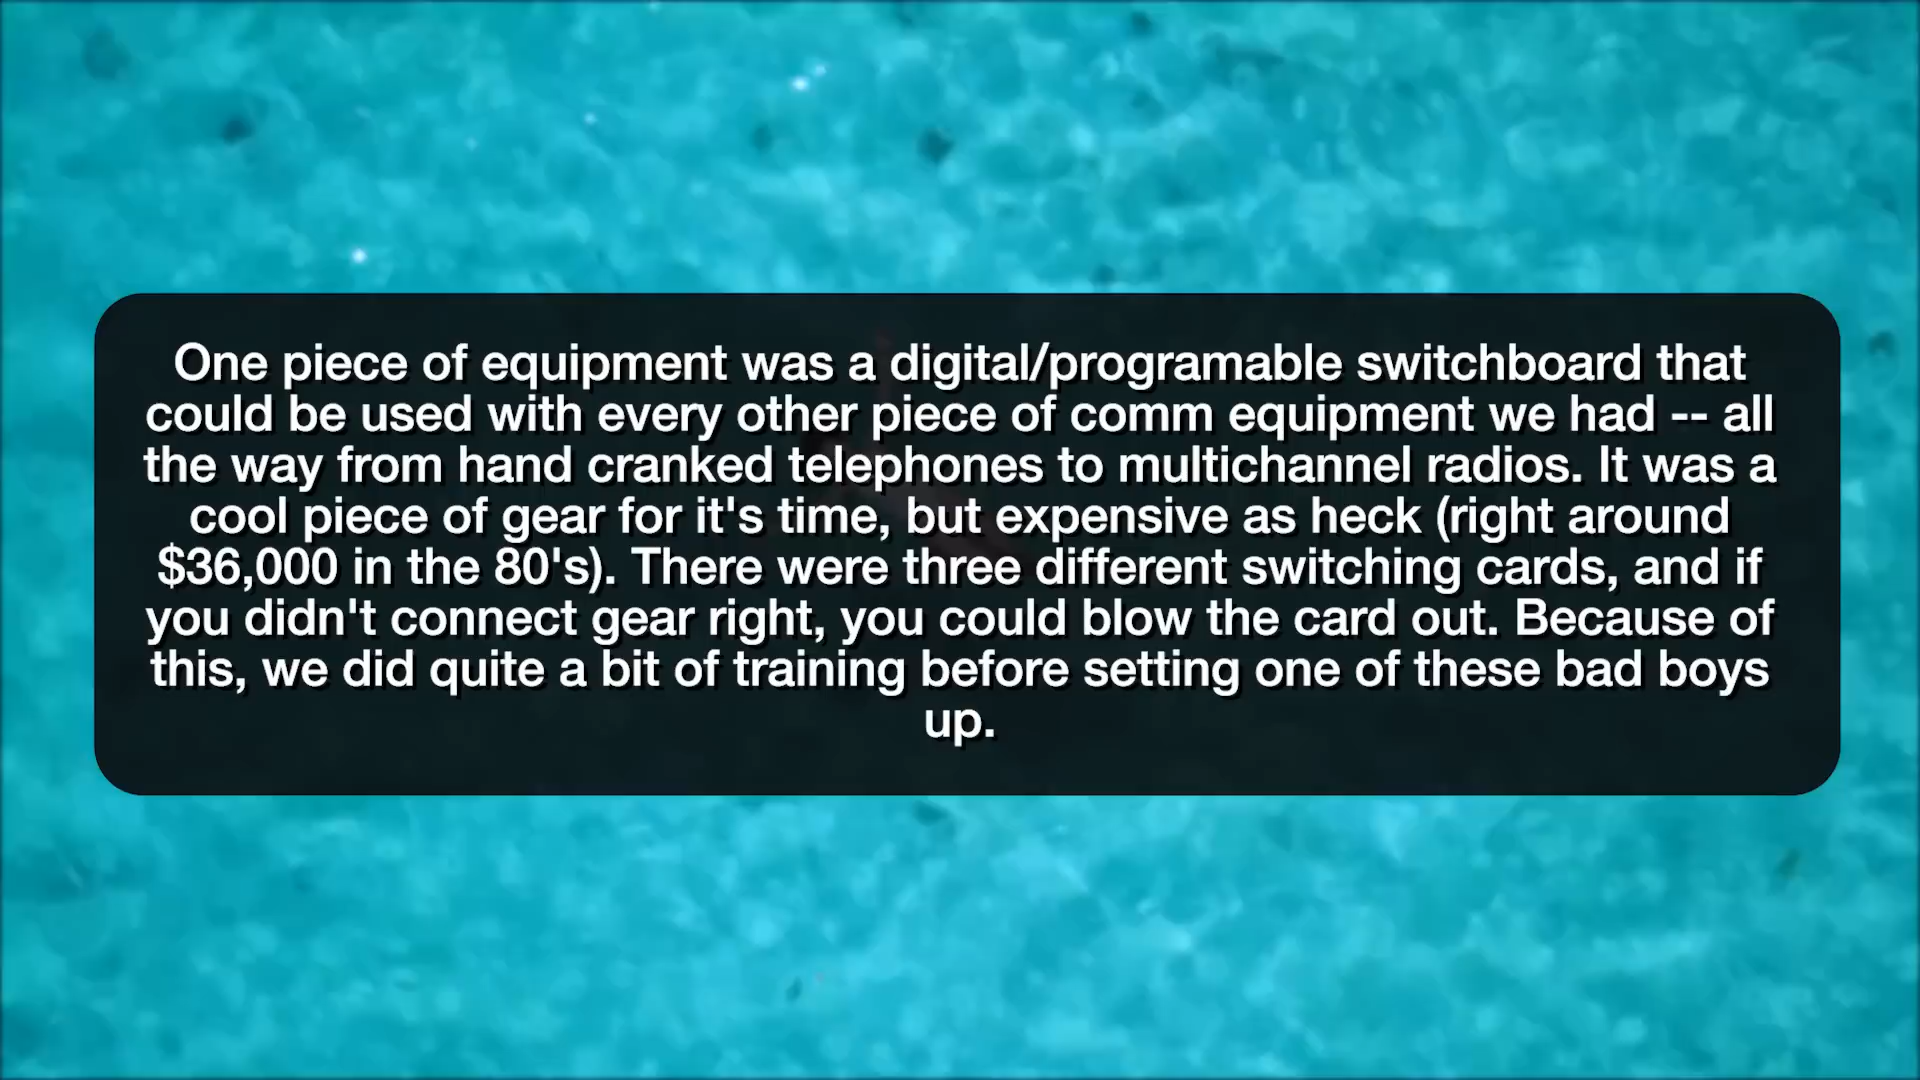 One piece of equipment was a digital/programable switchboard that
could be used with every other piece of comm equipment we had -- all
the way from hand cranked telephones to multichannel radios. It was a
cool piece of gear for it's time, but expensive as heck (right around
$36,000 in the 80's). There were three different switching cards, and if
you didn't connect gear right, you could blow the card out. Because of
this, we did quite a bit of training before setting one of these bad boys
up.